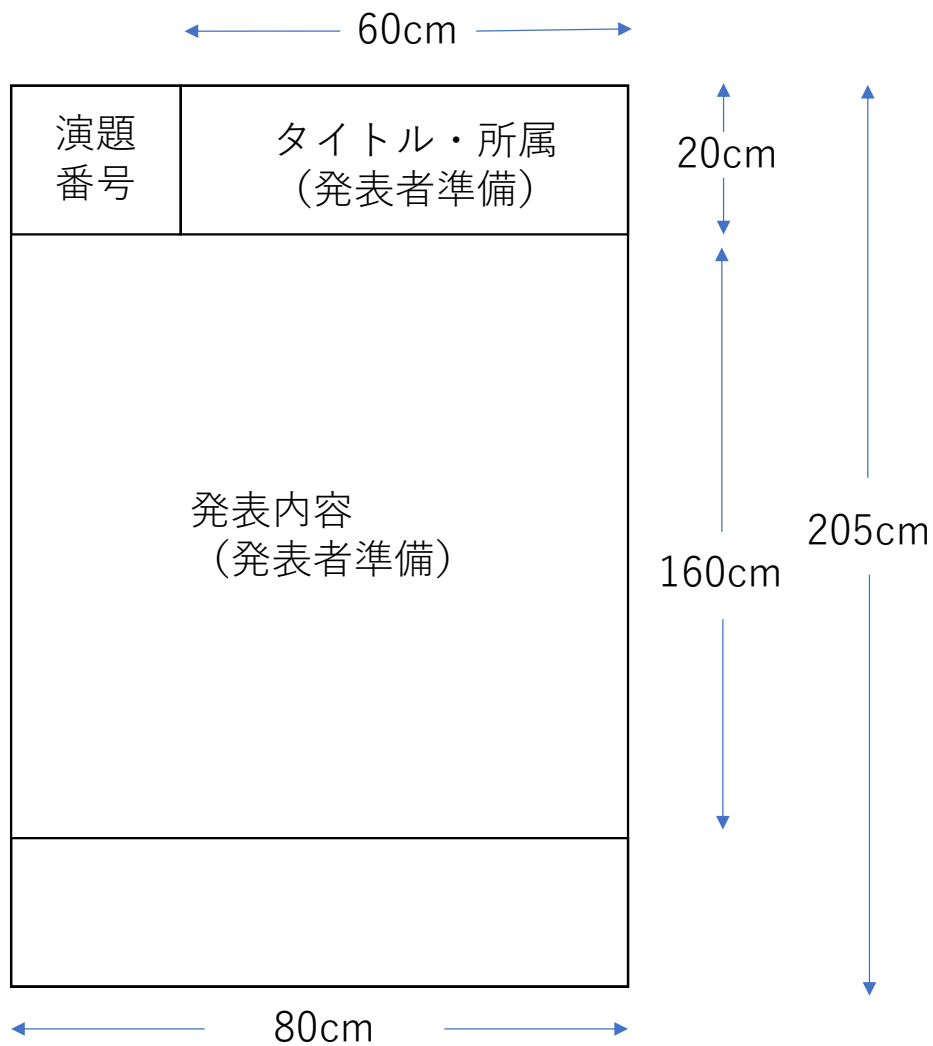 60cm
演題
番号
タイトル・所属
（発表者準備）
20cm
発表内容
（発表者準備）
205cm
160cm
80cm